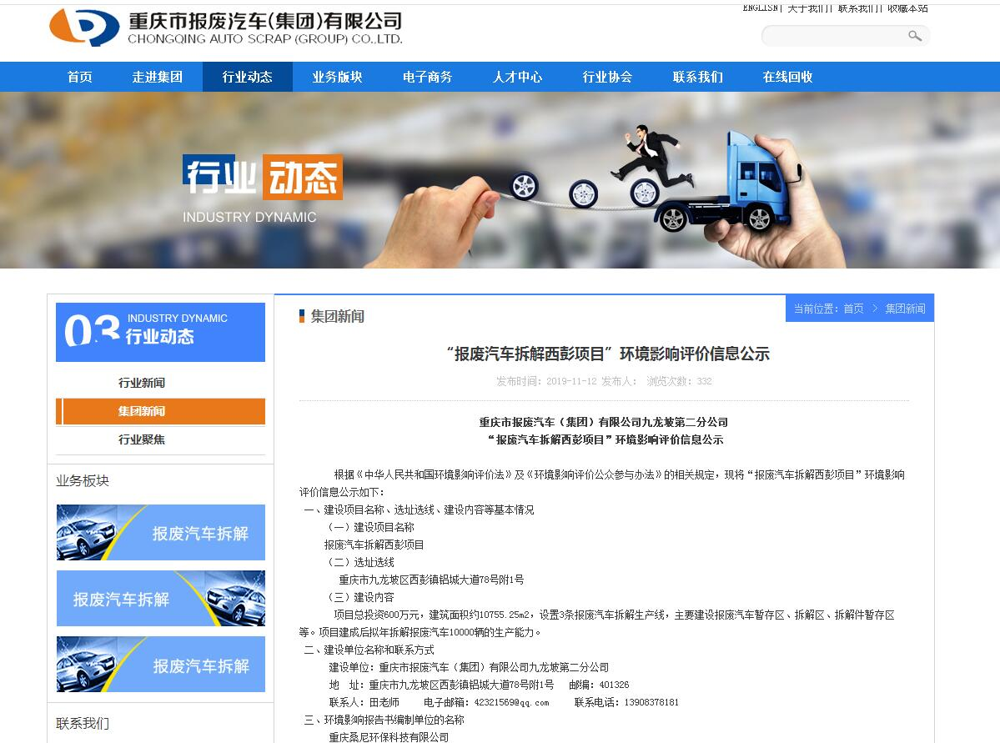 ENGLISH| 关于我们| 联系我们| 收藏本站
重庆市报废汽车(集团)有限公司
CHONGQING AUTO SCRAP (GROUP) CO.,LTD.
首页 走进集团 行业动态 业务版块 电子商务 人才中心 行业协会 联系我们 在线回收
行业 动态
INDUSTRY DYNAMIC
03 INDUSTRY DYNAMIC
行业动态
行业新闻
集团新闻
行业聚焦
业务板块
报废汽车拆解
报废汽车拆解
报废汽车拆解
联系我们
集团新闻
当前位置：首页 > 集团新闻
“报废汽车拆解西彭项目”环境影响评价信息公示
发布时间：2019-11-12 发布人： 浏览次数：332
重庆市报废汽车（集团）有限公司九龙坡第二分公司
“报废汽车拆解西彭项目”环境影响评价信息公示
根据《中华人民共和国环境影响评价法》及《环境影响评价公众参与办法》的相关规定，现将“报废汽车拆解西彭项目”环境影响
评价信息公示如下：
一、建设项目名称、选址选线、建设内容等基本情况
（一）建设项目名称
报废汽车拆解西彭项目
（二）选址选线
重庆市九龙坡区西彭镇铝城大道78号附1号
（三）建设内容
项目总投资600万元，建筑面积约10755.25m2，设置3条报废汽车拆解生产线，主要建设报废汽车暂存区、拆解区、拆解件暂存区
等。项目建成后拟年拆解报废汽车10000辆的生产能力。
二、建设单位名称和联系方式
建设单位：重庆市报废汽车（集团）有限公司九龙坡第二分公司
地 址：重庆市九龙坡区西彭镇铝城大道78号附1号 邮编：401326
联系人：田老师 电子邮箱：42321569@qq.com 联系电话：13908378181
三、环境影响报告书编制单位的名称
重庆桑尼环保科技有限公司